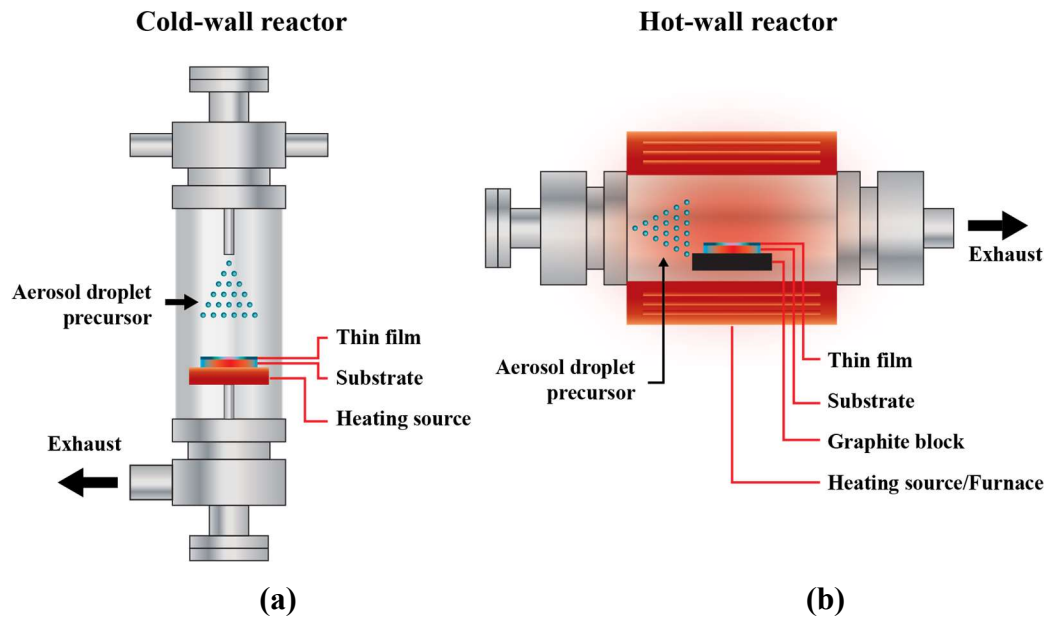 Cold-wall reactor
Aerosol droplet
precursor
Thin film
Substrate
Heating source
Exhaust
(a)
Hot-wall reactor
Exhaust
Aerosol droplet
precursor
Thin film
Substrate
Graphite block
Heating source/Furnace
(b)